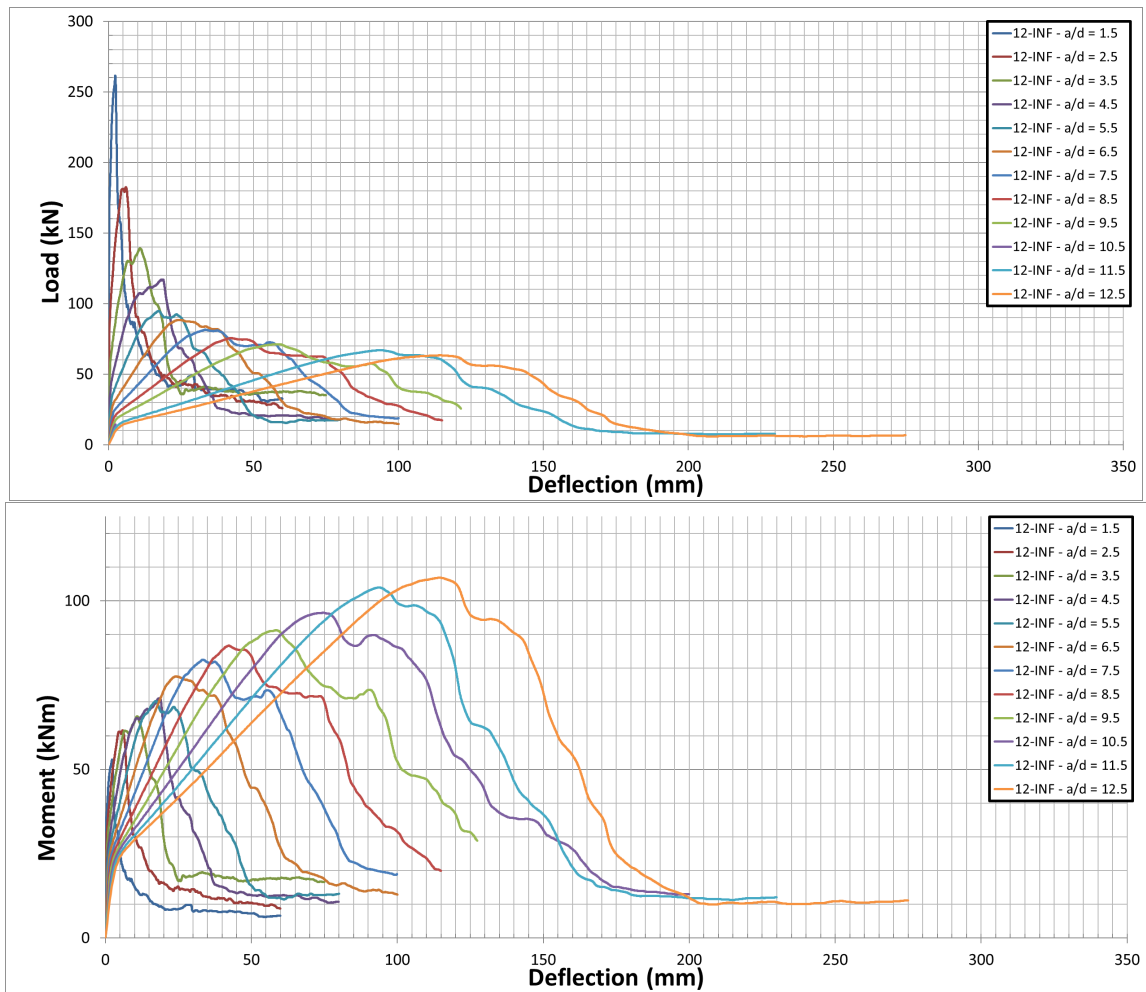 300
250
200
150
100
50
0
Load (kN)
0 50 100 150 200 250 300 350
Deflection (mm)
12-INF - a/d = 1.5
12-INF - a/d = 2.5
12-INF - a/d = 3.5
12-INF - a/d = 4.5
12-INF - a/d = 5.5
12-INF - a/d = 6.5
12-INF - a/d = 7.5
12-INF - a/d = 8.5
12-INF - a/d = 9.5
12-INF - a/d = 10.5
12-INF - a/d = 11.5
12-INF - a/d = 12.5
100
50
0
Moment (kNm)
0 50 100 150 200 250 300 350
Deflection (mm)
12-INF - a/d = 1.5
12-INF - a/d = 2.5
12-INF - a/d = 3.5
12-INF - a/d = 4.5
12-INF - a/d = 5.5
12-INF - a/d = 6.5
12-INF - a/d = 7.5
12-INF - a/d = 8.5
12-INF - a/d = 9.5
12-INF - a/d = 10.5
12-INF - a/d = 11.5
12-INF - a/d = 12.5